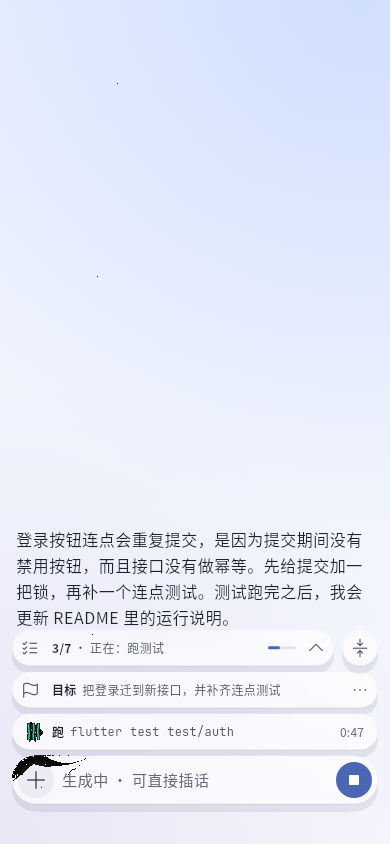 登录按钮连点会重复提交，是因为提交期间没有
禁用按钮，而且接口没有做幂等。先给提交加一
把锁，再补一个连点测试。测试跑完之后，我会
更新 README 里的运行说明。
3/7 · 正在：跑测试
目标 把登录迁到新接口，并补齐连点测试
跑 flutter test test/auth 0:47
生成中 · 可直接插话